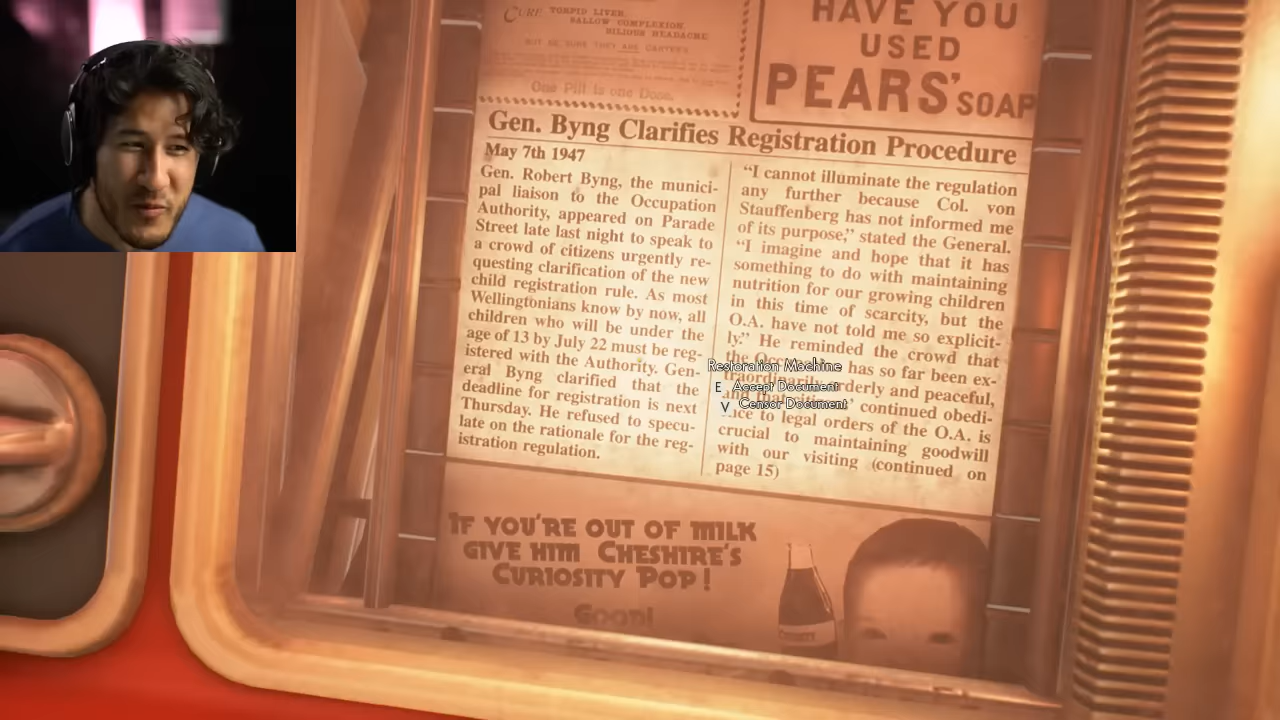 CURE TORPID LIVER,
SALLOW COMPLEXION,
BILIOUS HEADACHE
BUT BE SURE THEY ARE CARTER'S
One Pill is one Dose.
HAVE YOU
USED
PEARS' SOAP
Gen. Byng Clarifies Registration Procedure
May 7th 1947
Gen. Robert Byng, the munici-
pal liaison to the Occupation
Authority, appeared on Parade
Street late last night to speak to
a crowd of citizens urgently re-
questing clarification of the new
child registration rule. As most
Wellingtonians know by now, all
children who will be under the
age of 13 by July 22 must be reg-
istered with the Authority. Gen-
eral Byng clarified that the
deadline for registration is next
Thursday. He refused to specu-
late on the rationale for the reg-
istration regulation.
“I cannot illuminate the regulation
any further because Col. von
Stauffenberg has not informed me
of its purpose,” stated the General.
“I imagine and hope that it has
something to do with maintaining
nutrition for our growing children
in this time of scarcity, but the
O.A. have not told me so explicit-
ly.” He reminded the crowd that
the has so far been ex-
traordinarily orderly and peaceful,
and that continued obedi-
ence to legal orders of the O.A. is
crucial to maintaining goodwill
with our visiting (continued on
page 15)
Restoration Machine
E Accept Document
V Censor Document
IF YOU'RE OUT OF MILK
GIVE HIM CHESHIRE'S
CURIOSITY POP!
Good!